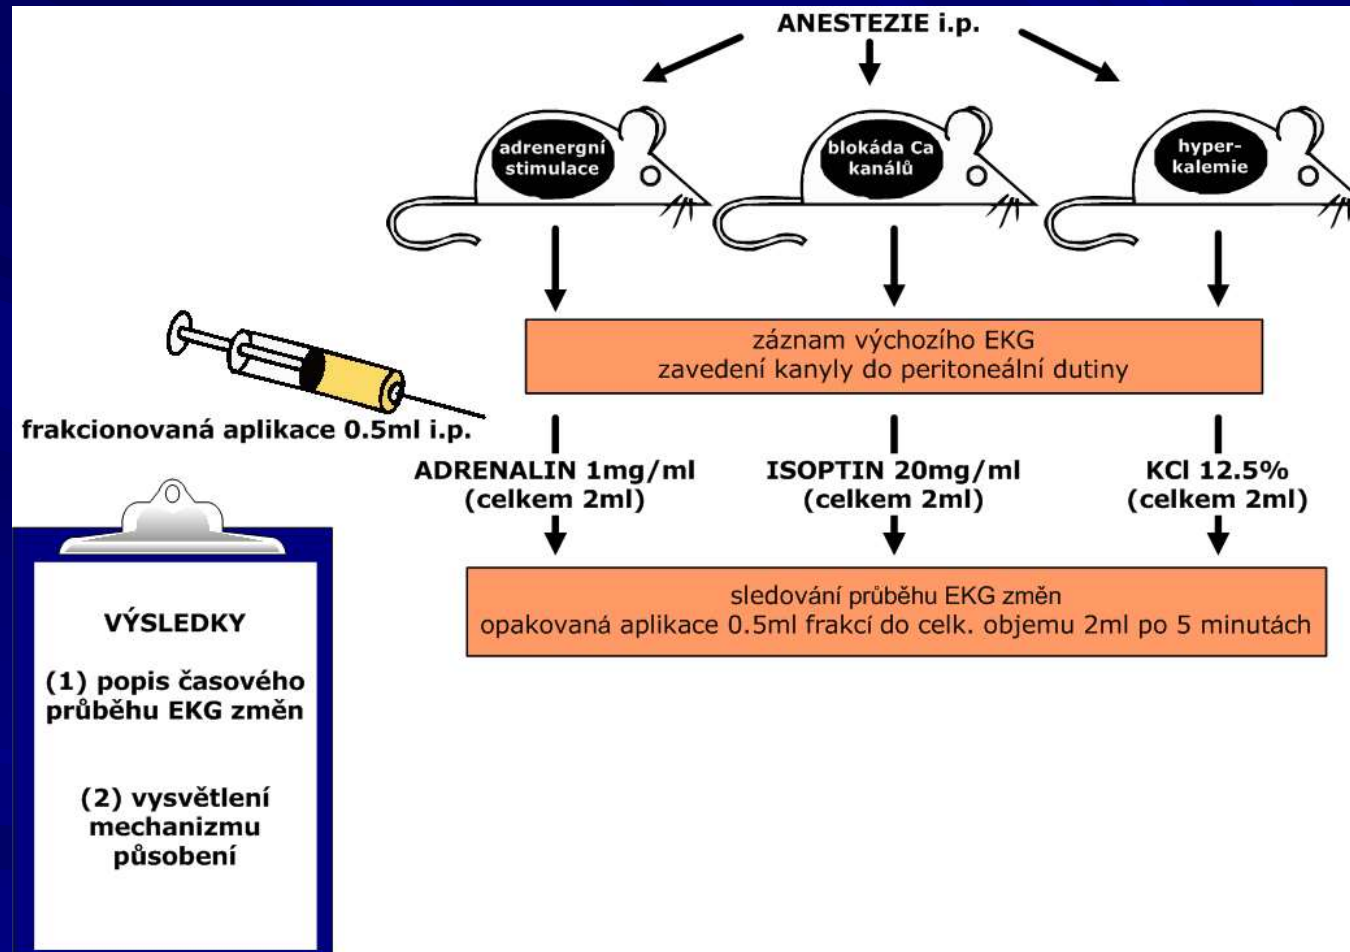 ANESTEZIE i.p.
adrenergní
stimulace
blokáda Ca
kanálů
hyper-
kalemie
záznam výchozího EKG
zavedení kanyly do peritoneální dutiny
frakcionovaná aplikace 0.5ml i.p.
ADRENALIN 1mg/ml
(celkem 2ml)
ISOPTIN 20mg/ml
(celkem 2ml)
KCl 12.5%
(celkem 2ml)
sledování průběhu EKG změn
opakovaná aplikace 0.5ml frakcí do celk. objemu 2ml po 5 minutách
VÝSLEDKY
(1) popis časového
průběhu EKG změn
(2) vysvětlení
mechanizmu
působení